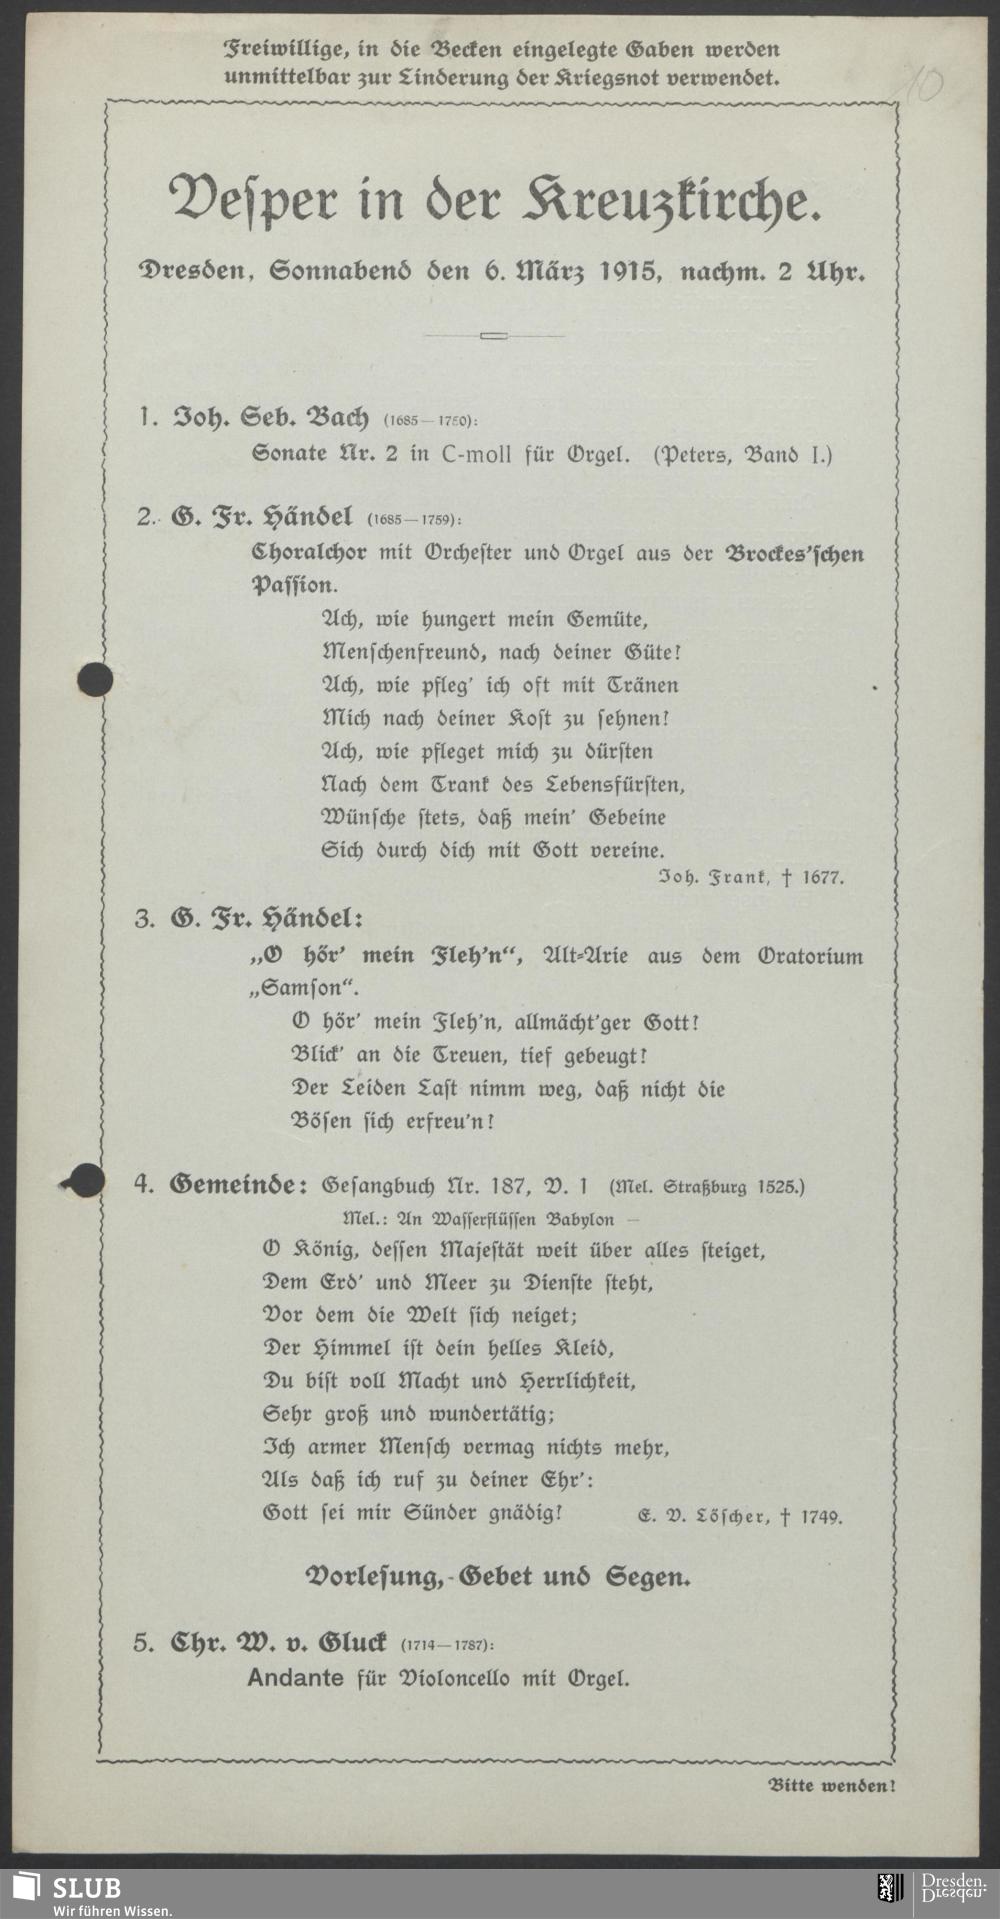 Freiwillige, in die Becken eingelegte Gaben werden
unmittelbar zur Linderung der Kriegsnot verwendet.
10
Vesper in der Kreuzkirche.
Dresden, Sonnabend den 6. März 1915, nachm. 2 Uhr.
1. Joh. Seb. Bach (1685—1750):
Sonate Nr. 2 in C-moll für Orgel. (Peters, Band I.)
2. G. Fr. Händel (1685—1759):
Choralchor mit Orchester und Orgel aus der Brockes'schen
Passion.
Ach, wie hungert mein Gemüte,
Menschenfreund, nach deiner Güte!
Ach, wie pfleg' ich oft mit Tränen
Mich nach deiner Kost zu sehnen!
Ach, wie pfleget mich zu dürsten
Nach dem Trank des Lebensfürsten,
Wünsche stets, daß mein' Gebeine
Sich durch dich mit Gott vereine.
Joh. Frank, † 1677.
3. G. Fr. Händel:
„O hör' mein Fleh'n“, Alt-Arie aus dem Oratorium
„Samson“.
O hör' mein Fleh'n, allmächt'ger Gott!
Blick' an die Treuen, tief gebeugt!
Der Leiden Last nimm weg, daß nicht die
Bösen sich erfreu'n!
4. Gemeinde: Gesangbuch Nr. 187, V. 1 (Mel. Straßburg 1525.)
Mel.: An Wasserflüssen Babylon —
O König, dessen Majestät weit über alles steiget,
Dem Erd' und Meer zu Dienste steht,
Vor dem die Welt sich neiget;
Der Himmel ist dein helles Kleid,
Du bist voll Macht und Herrlichkeit,
Sehr groß und wundertätig;
Ich armer Mensch vermag nichts mehr,
Als daß ich ruf zu deiner Ehr':
Gott sei mir Sünder gnädig! E. V. Löscher, † 1749.
Vorlesung, Gebet und Segen.
5. Chr. W. v. Gluck (1714—1787):
Andante für Violoncello mit Orgel.
Bitte wenden!
SLUB
Wir führen Wissen.
Dresden.
Dresden.